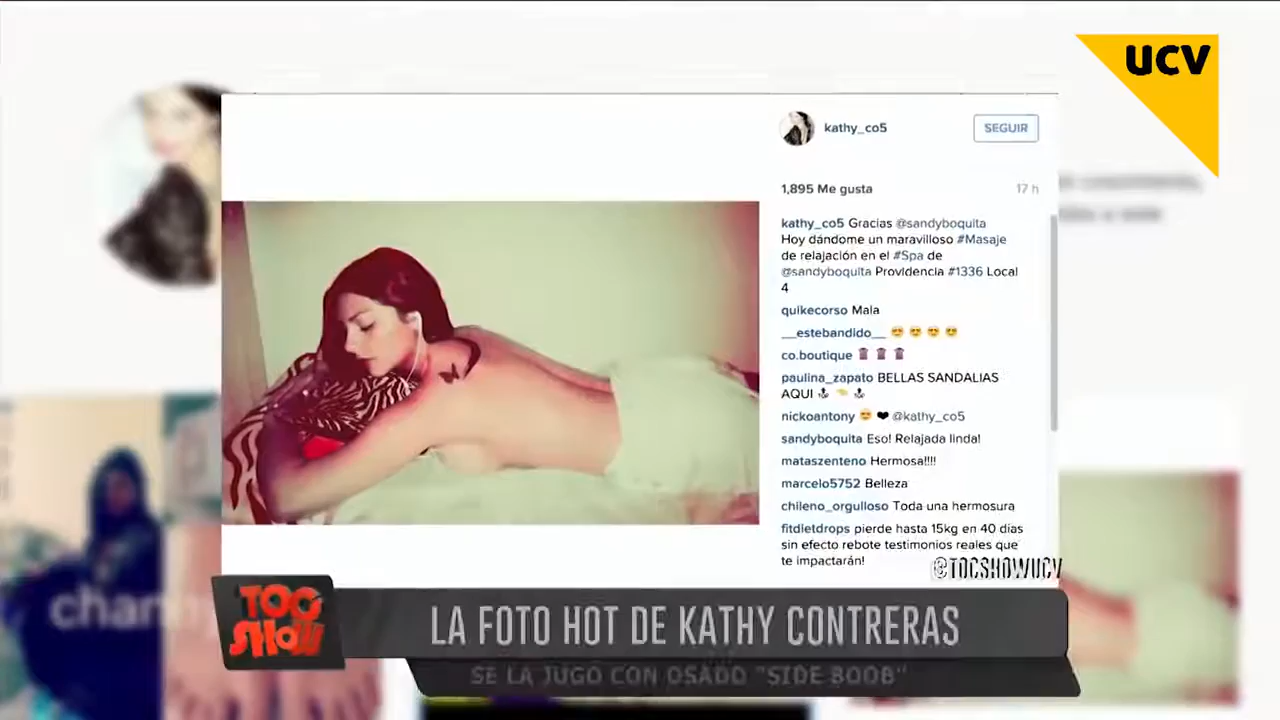 UCV
kathy_co5
SEGUIR
1,895 Me gusta
17 h
kathy_co5 Gracias @sandyboquita
Hoy dándome un maravilloso #Masaje
de relajación en el #Spa de
@sandyboquita Providencia #1336 Local
4
quikecorso Mala
__estebandido__
co.boutique
paulina_zapato BELLAS SANDALIAS
AQUI
nickoantony @kathy_co5
sandyboquita Eso! Relajada linda!
mataszenteno Hermosa!!!!
marcelo5752 Belleza
chileno_orgulloso Toda una hermosura
fitdietdrops pierde hasta 15kg en 40 días
sin efecto rebote testimonios reales que
te impactarán!
@TOCSHOWUCV
TOC
SHOW
LA FOTO HOT DE KATHY CONTRERAS
SE LA JUGO CON OSADO "SIDE BOOB"